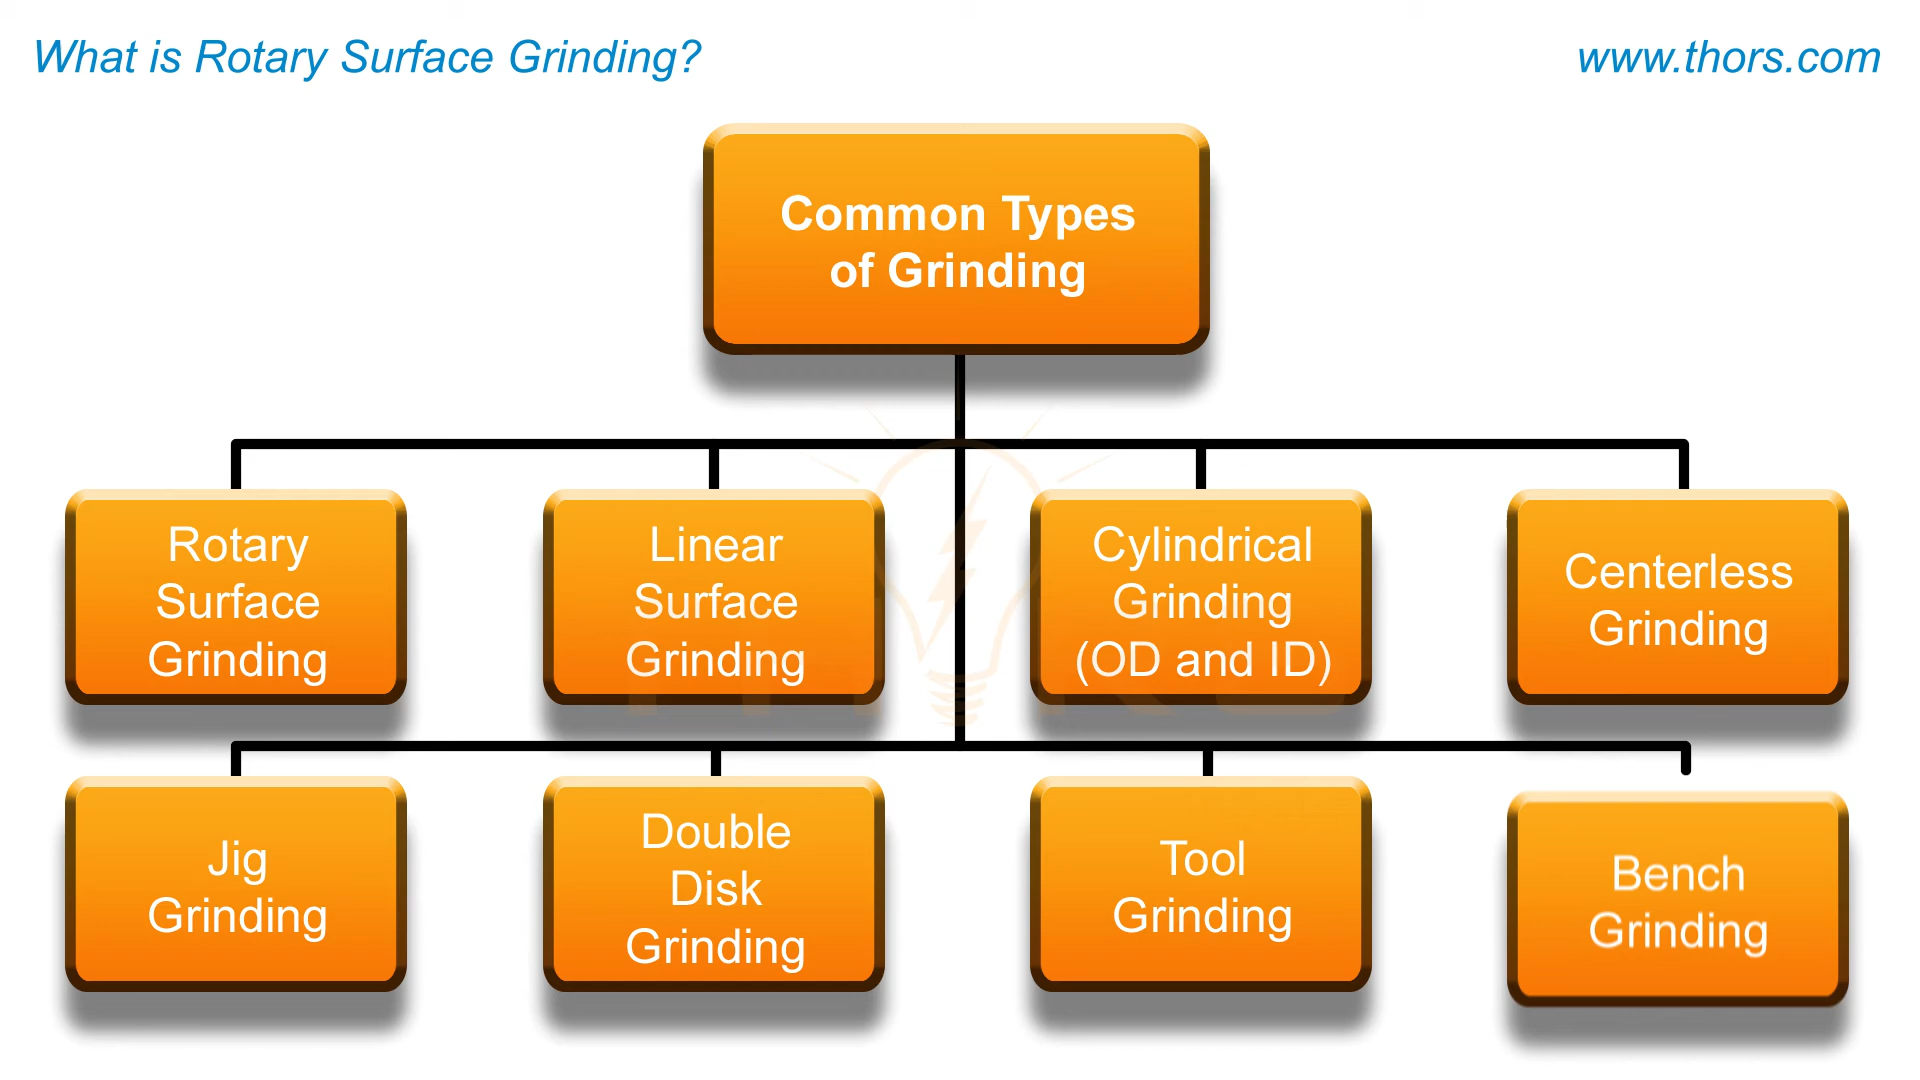 What is Rotary Surface Grinding?
www.thors.com
Common Types
of Grinding
Rotary
Surface
Grinding
Linear
Surface
Grinding
Cylindrical
Grinding
(OD and ID)
Centerless
Grinding
Jig
Grinding
Double
Disk
Grinding
Tool
Grinding
Bench
Grinding